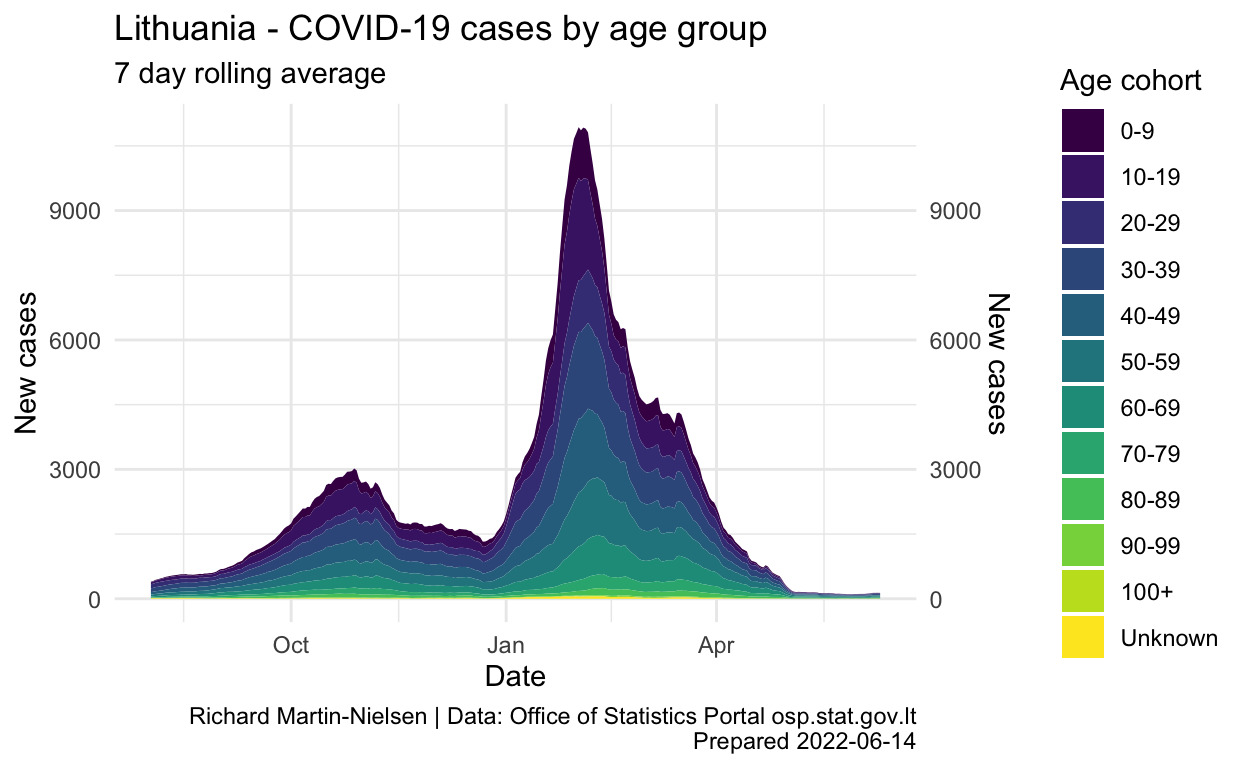 Lithuania - COVID-19 cases by age group
7 day rolling average
New cases
9000
6000
3000
0
Oct
Jan
Apr
Date
9000
6000
3000
0
New cases
Age cohort
0-9
10-19
20-29
30-39
40-49
50-59
60-69
70-79
80-89
90-99
100+
Unknown
Richard Martin-Nielsen | Data: Office of Statistics Portal osp.stat.gov.lt
Prepared 2022-06-14